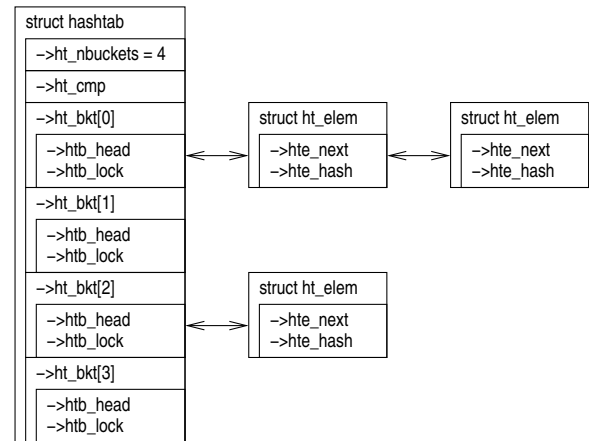 struct hashtab
−>ht_nbuckets = 4
−>ht_cmp
−>ht_bkt[0]
−>htb_head
−>htb_lock
struct ht_elem
−>hte_next
−>hte_hash
struct ht_elem
−>hte_next
−>hte_hash
−>ht_bkt[1]
−>htb_head
−>htb_lock
−>ht_bkt[2]
−>htb_head
−>htb_lock
struct ht_elem
−>hte_next
−>hte_hash
−>ht_bkt[3]
−>htb_head
−>htb_lock